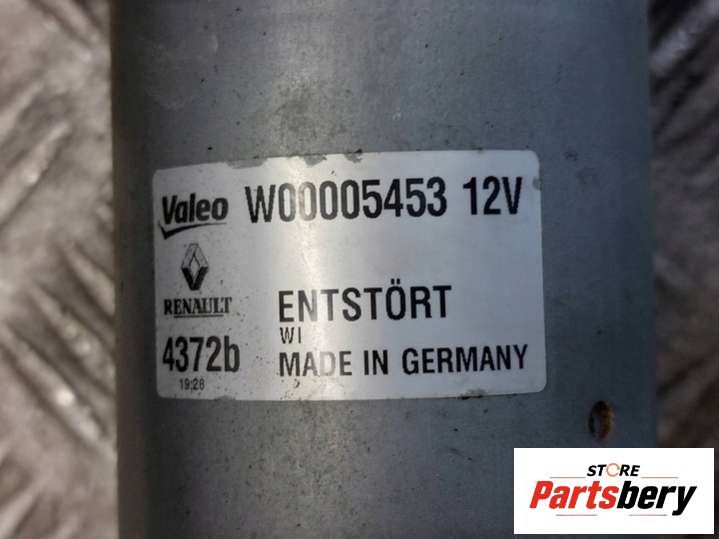 Valeo W00005453 12V
RENAULT ENTSTÖRT
WI
4372b MADE IN GERMANY
19:28
STORE
Partsbery